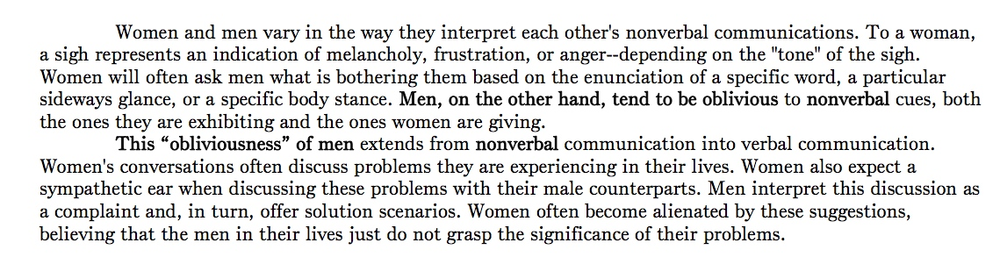 Women and men vary in the way they interpret each other's nonverbal communications. To a woman,
a sigh represents an indication of melancholy, frustration, or anger--depending on the "tone" of the sigh.
Women will often ask men what is bothering them based on the enunciation of a specific word, a particular
sideways glance, or a specific body stance. Men, on the other hand, tend to be oblivious to nonverbal cues, both
the ones they are exhibiting and the ones women are giving.
This “obliviousness” of men extends from nonverbal communication into verbal communication.
Women's conversations often discuss problems they are experiencing in their lives. Women also expect a
sympathetic ear when discussing these problems with their male counterparts. Men interpret this discussion as
a complaint and, in turn, offer solution scenarios. Women often become alienated by these suggestions,
believing that the men in their lives just do not grasp the significance of their problems.